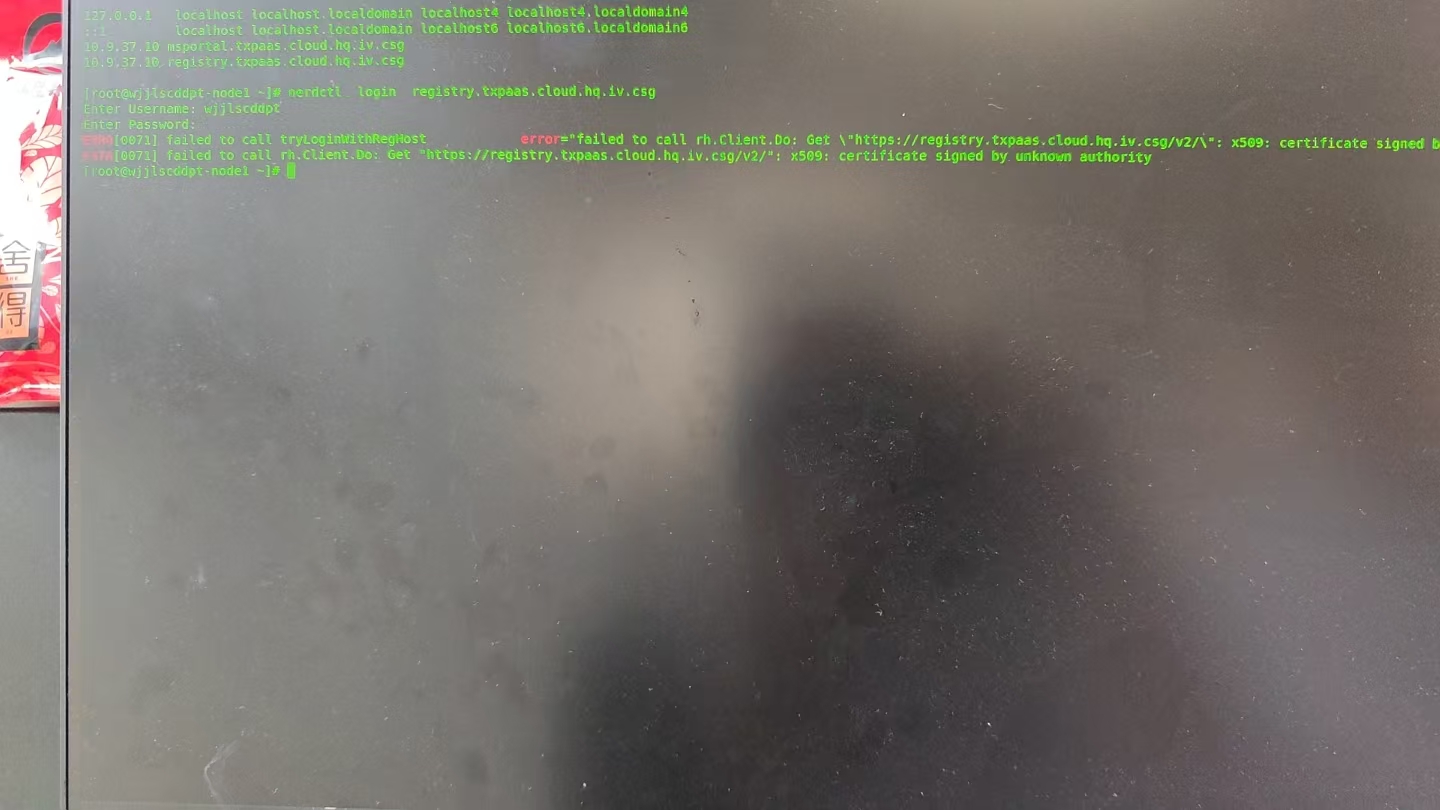 127.0.0.1   localhost localhost.localdomain localhost4 localhost4.localdomain4
::1         localhost localhost.localdomain localhost6 localhost6.localdomain6
10.9.37.10 msportal.txpaas.cloud.hq.iv.csg
10.9.37.10 registry.txpaas.cloud.hq.iv.csg
[root@wjjlscddpt-node1 ~]# nerdctl  login  registry.txpaas.cloud.hq.iv.csg
Enter Username: wjjlscddpt
Enter Password:
[0071] failed to call tryLoginWithRegHost            error="failed to call rh.Client.Do: Get \"https://registry.txpaas.cloud.hq.iv.csg/v2/\": x509: certificate signed b
[0071] failed to call rh.Client.Do: Get "https://registry.txpaas.cloud.hq.iv.csg/v2/": x509: certificate signed by unknown authority
[root@wjjlscddpt-node1 ~]#
舍
得